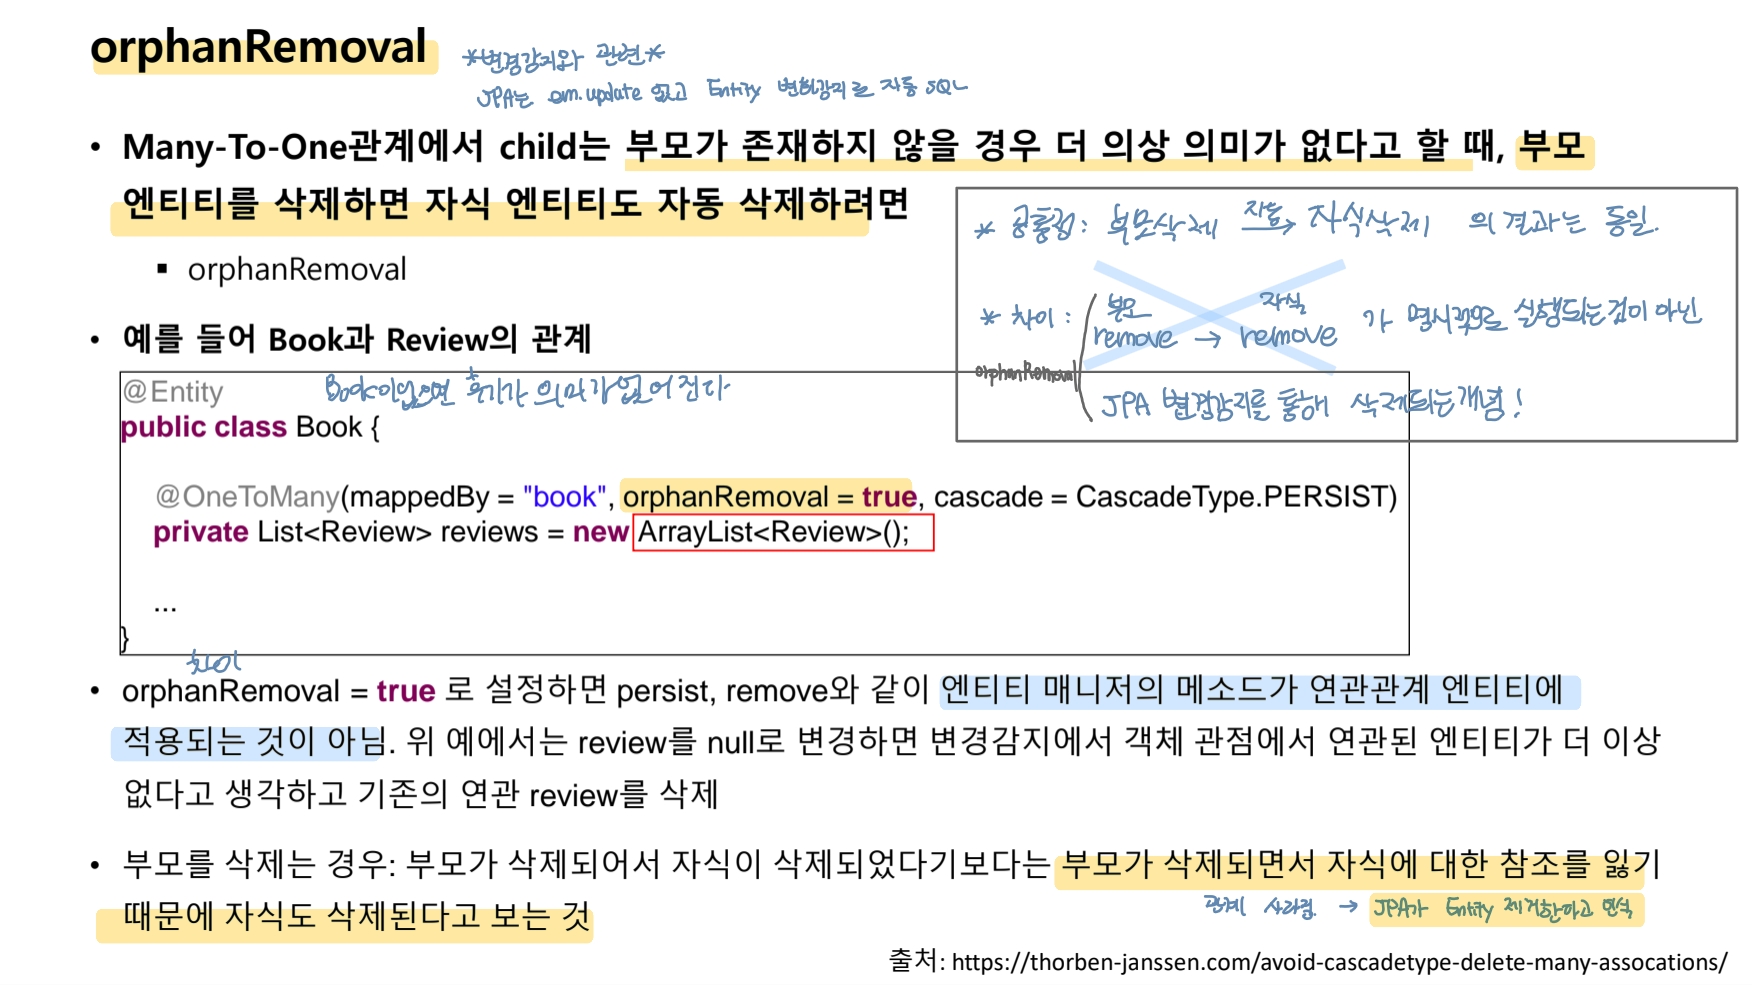 orphanRemoval
*변경감지와 관련*
JPA는 em.update 없고 Entity 변화감지로 자동 SQL
• Many-To-One관계에서 child는 부모가 존재하지 않을 경우 더 의상 의미가 없다고 할 때, 부모
엔티티를 삭제하면 자식 엔티티도 자동 삭제하려면
▪ orphanRemoval
* 공통점: 부모삭제 자동→ 자식삭제 의 결과는 동일.
* 차이: 부모 자식
remove → remove 가 명시적으로 실행되는것이 아닌
orphanRemoval
JPA 변경감지를 통해 삭제되는개념!
• 예를 들어 Book과 Review의 관계
@Entity
Book이없으면 후기가 의미가없어진다
public class Book {
@OneToMany(mappedBy = "book", orphanRemoval = true, cascade = CascadeType.PERSIST)
private List<Review> reviews = new ArrayList<Review>();
...
}
차이
• orphanRemoval = true 로 설정하면 persist, remove와 같이 엔티티 매니저의 메소드가 연관관계 엔티티에
적용되는 것이 아님. 위 예에서는 review를 null로 변경하면 변경감지에서 객체 관점에서 연관된 엔티티가 더 이상
없다고 생각하고 기존의 연관 review를 삭제
• 부모를 삭제는 경우: 부모가 삭제되어서 자식이 삭제되었다기보다는 부모가 삭제되면서 자식에 대한 참조를 잃기
때문에 자식도 삭제된다고 보는 것
관계 사라짐 → JPA가 Entity 제거한다고 인식
출처: https://thorben-janssen.com/avoid-cascadetype-delete-many-assocations/